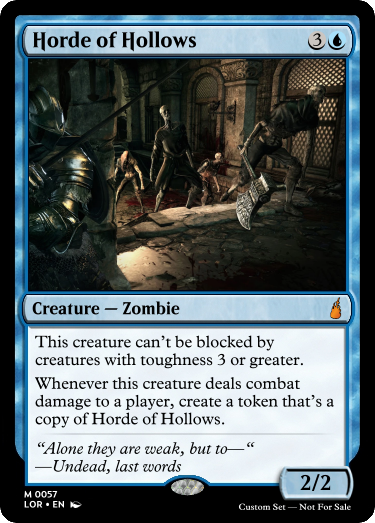 Horde of Hollows 3
Creature — Zombie
This creature can't be blocked by
creatures with toughness 3 or greater.
Whenever this creature deals combat
damage to a player, create a token that's a
copy of Horde of Hollows.
"Alone they are weak, but to—“
—Undead, last words
2/2
M 0057
LOR • EN
Custom Set — Not For Sale